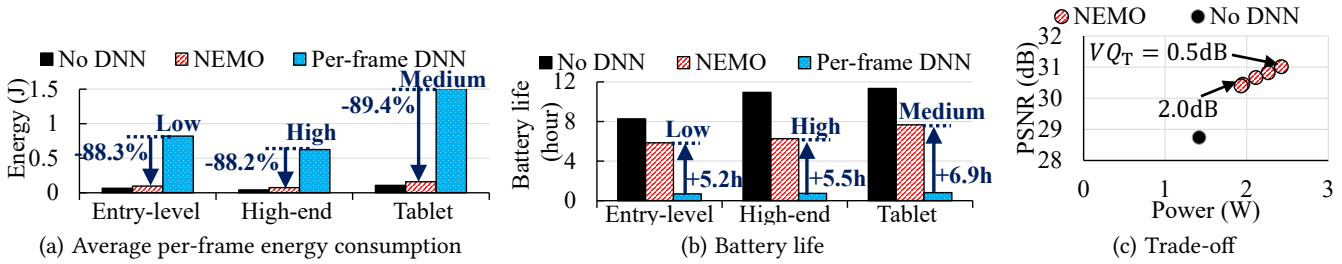 No DNN NEMO Per-frame DNN
Energy (J)
1.5
1
0.5
0
-88.3%
Low
-88.2%
High
-89.4%
Medium
Entry-level High-end Tablet
(a) Average per-frame energy consumption
No DNN NEMO Per-frame DNN
Battery life
(hour)
12
8
4
0
Low
+5.2h
High
+5.5h
Medium
+6.9h
Entry-level High-end Tablet
(b) Battery life
NEMO No DNN
PSNR (dB)
32
31
30
29
28
VQT = 0.5dB
2.0dB
0 1 2 3
Power (W)
(c) Trade-off